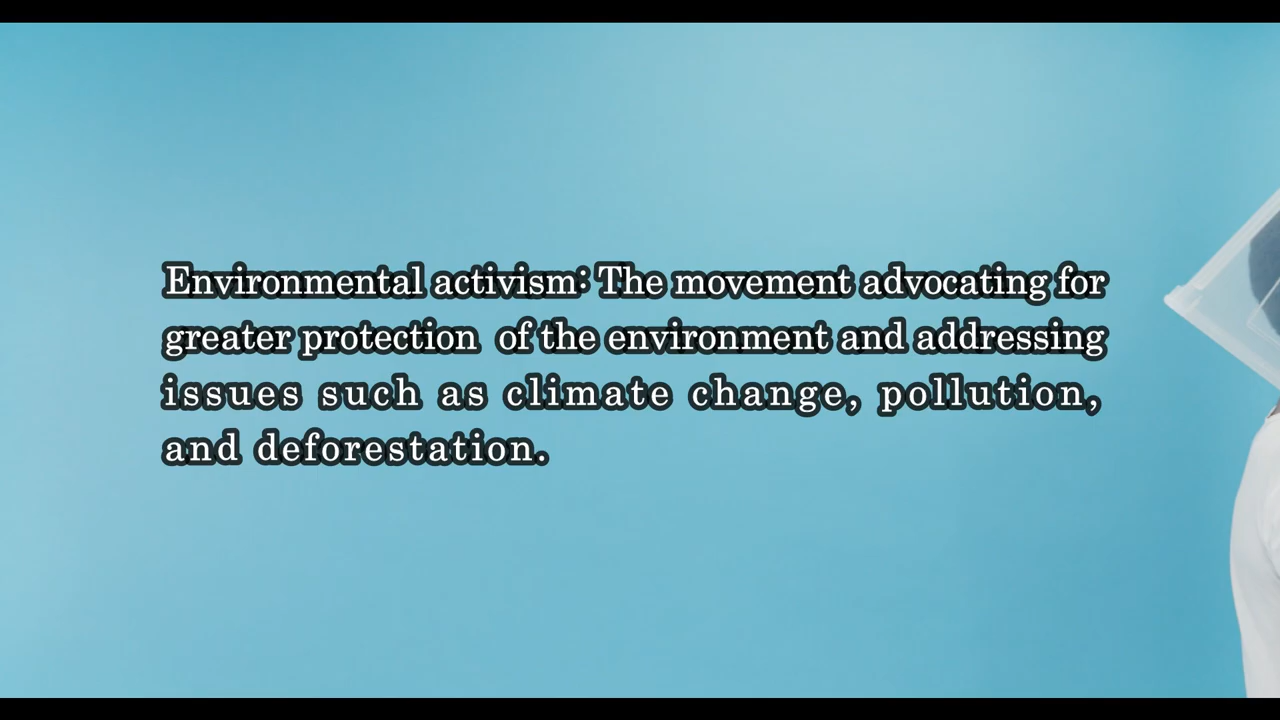 Environmental activism: The movement advocating for
greater protection of the environment and addressing
issues such as climate change, pollution,
and deforestation.